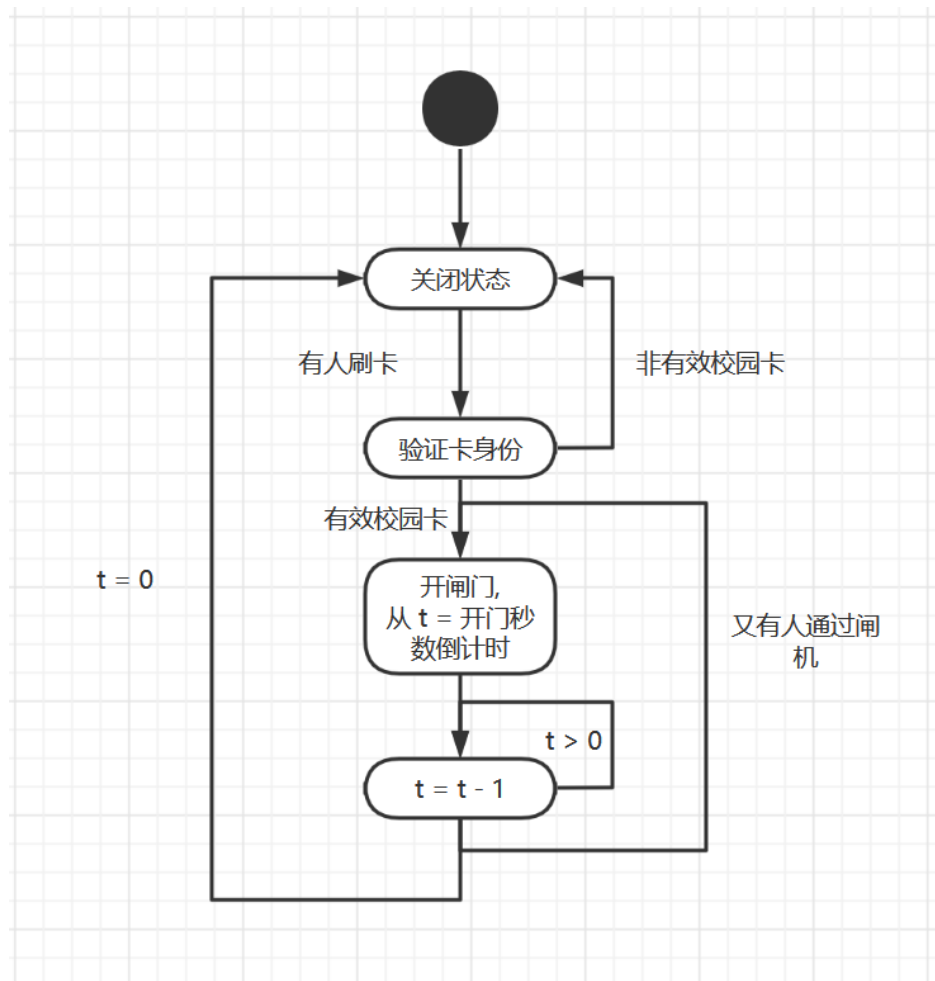 关闭状态
有人刷卡
非有效校园卡
验证卡身份
有效校园卡
t = 0
开闸门,
从 t = 开门秒
数倒计时
又有人通过闸
机
t > 0
t = t - 1